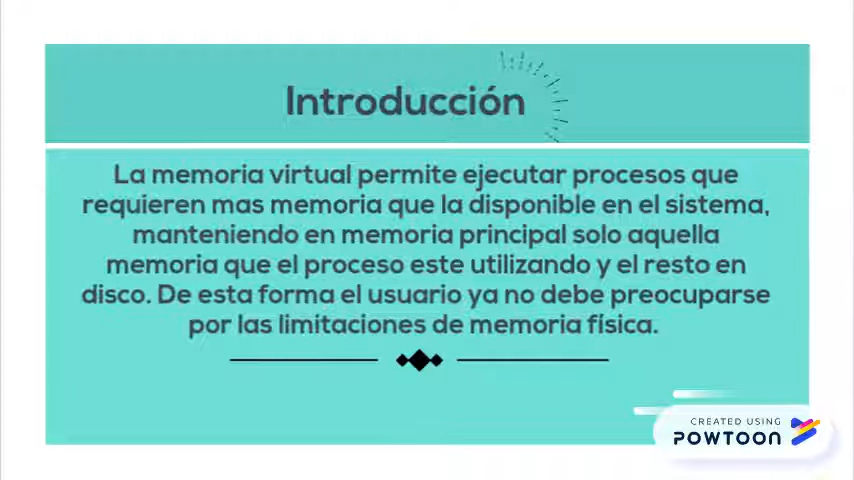 Introducción
La memoria virtual permite ejecutar procesos que
requieren mas memoria que la disponible en el sistema,
manteniendo en memoria principal solo aquella
memoria que el proceso este utilizando y el resto en
disco. De esta forma el usuario ya no debe preocuparse
por las limitaciones de memoria física.
CREATED USING
POWTOON